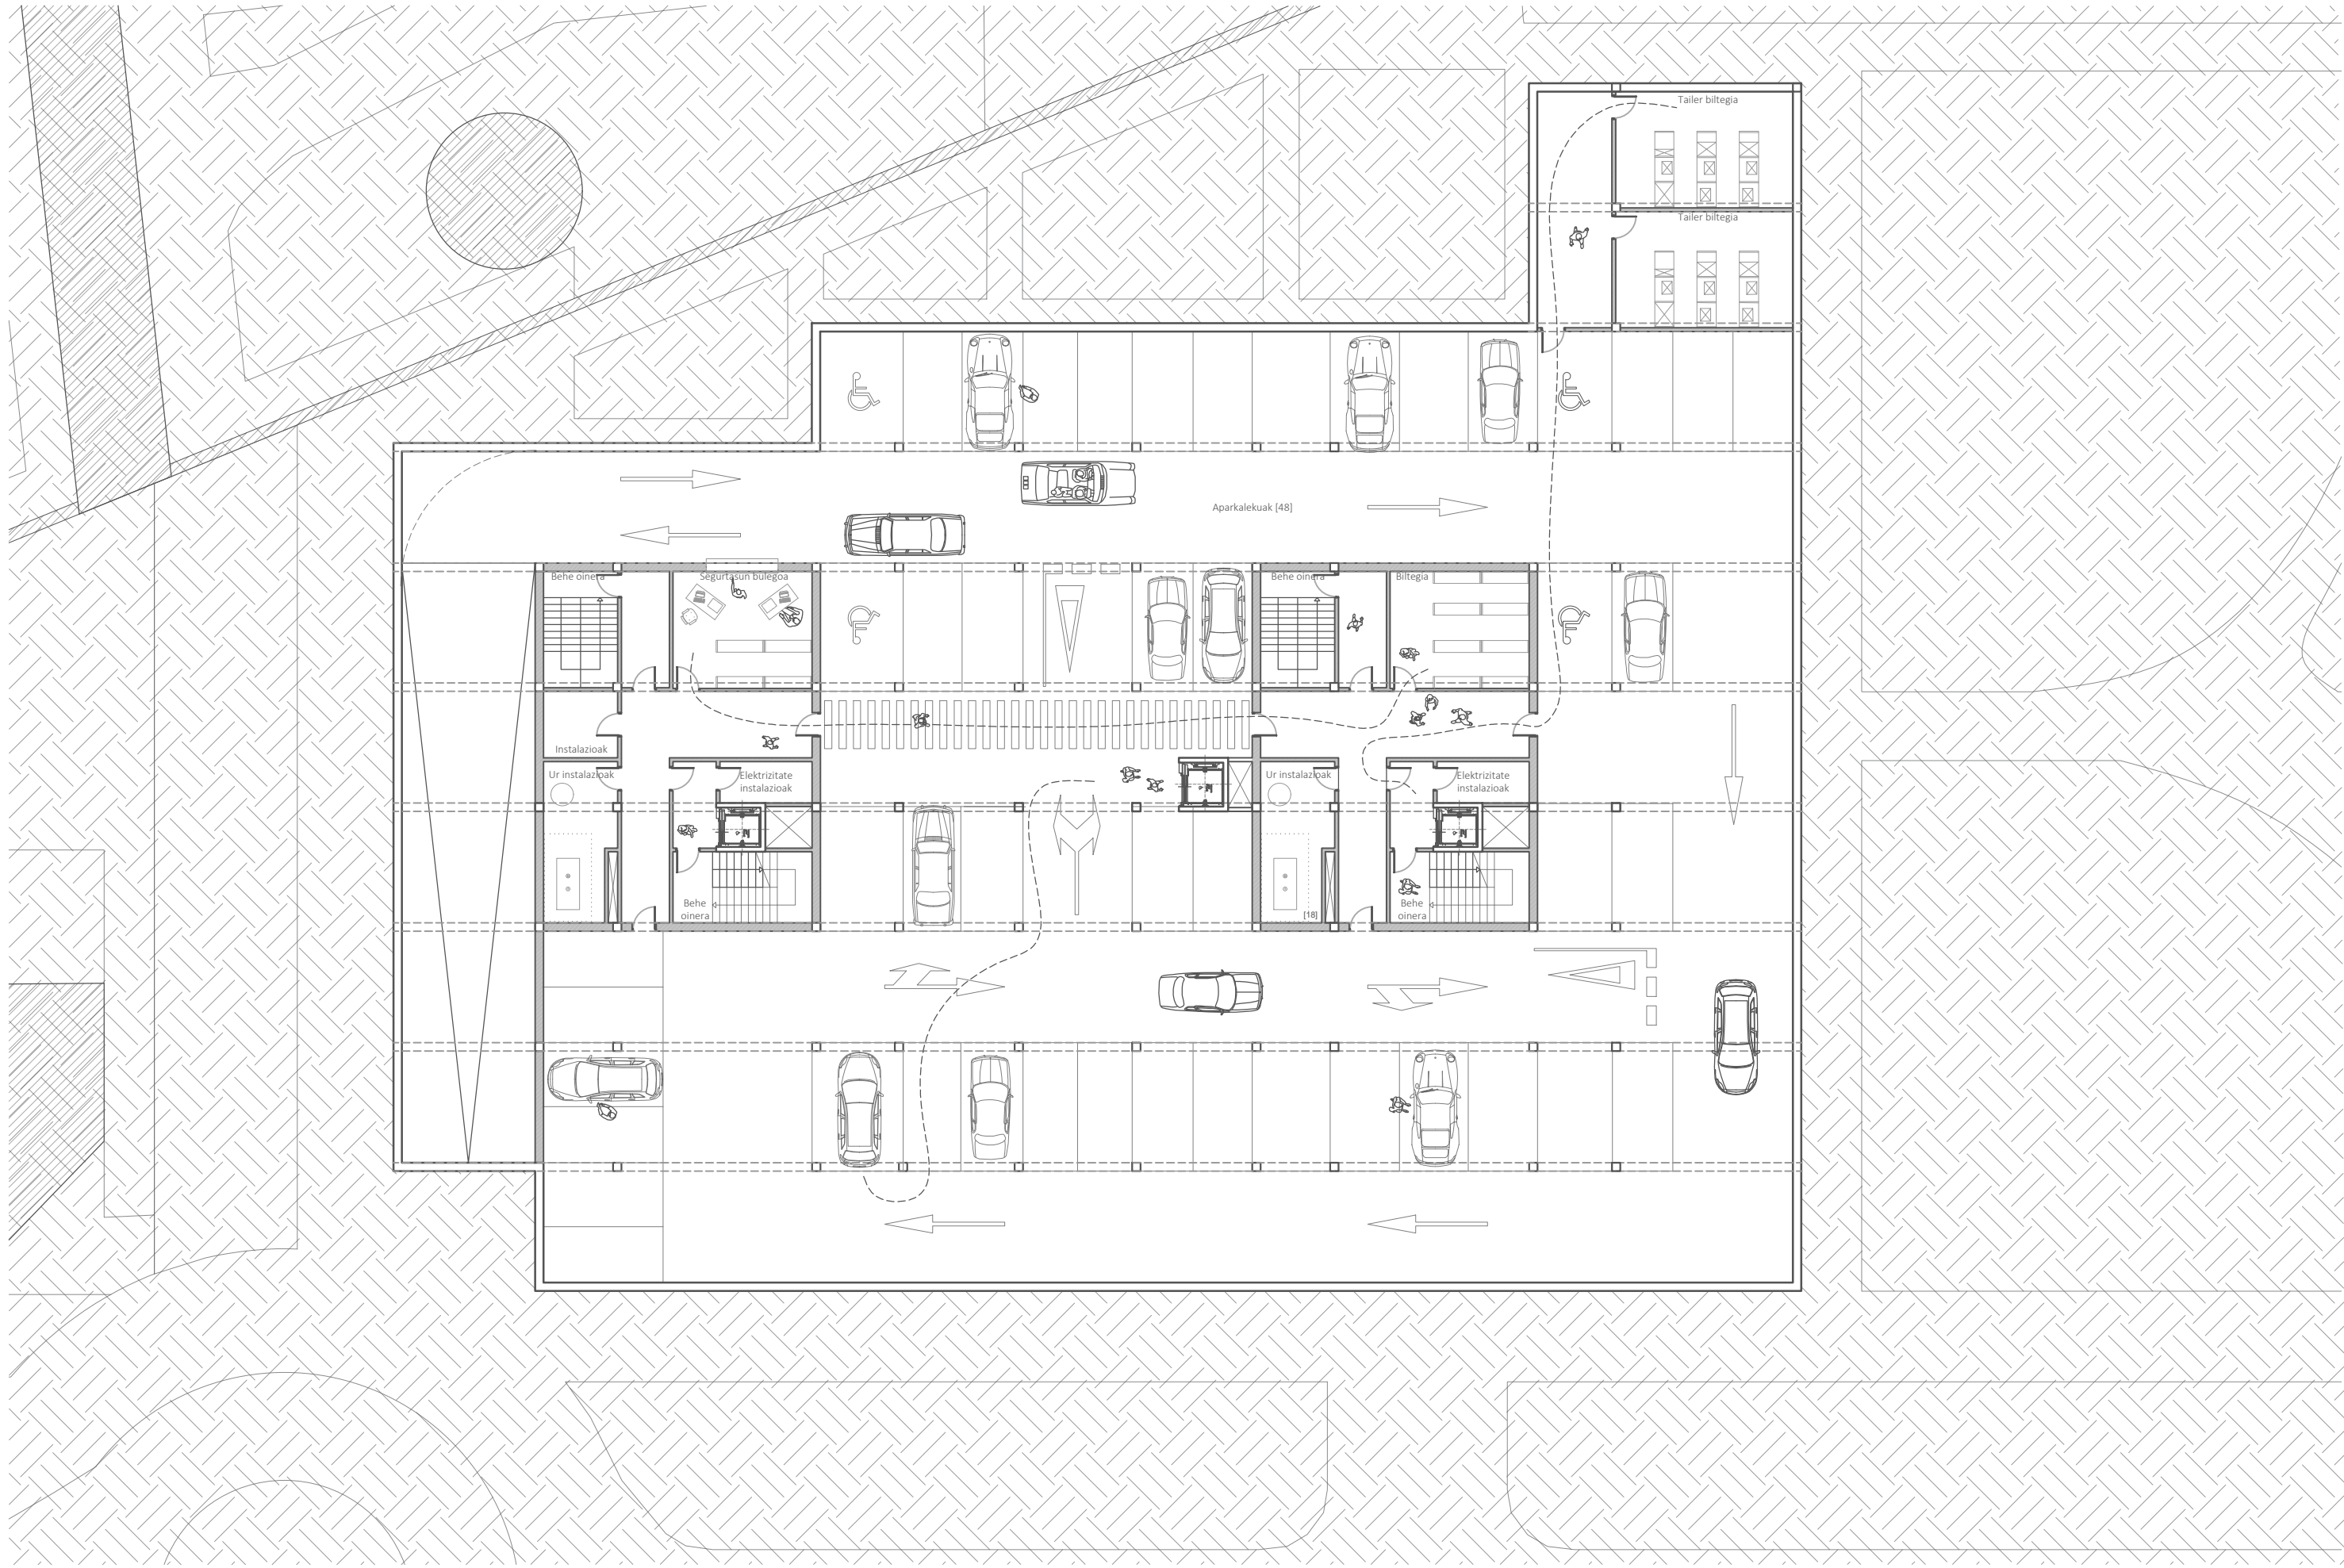 Tailer biltegia
Tailer biltegia
Aparkalekuak [48]
Behe oinera
Segurtasun bulegoa
Behe oinera
Biltegia
Instalazioak
Ur instalazioak
Elektrizitate
instalazioak
Ur instalazioak
Elektrizitate
instalazioak
Behe
oinera
[18]
Behe
oinera